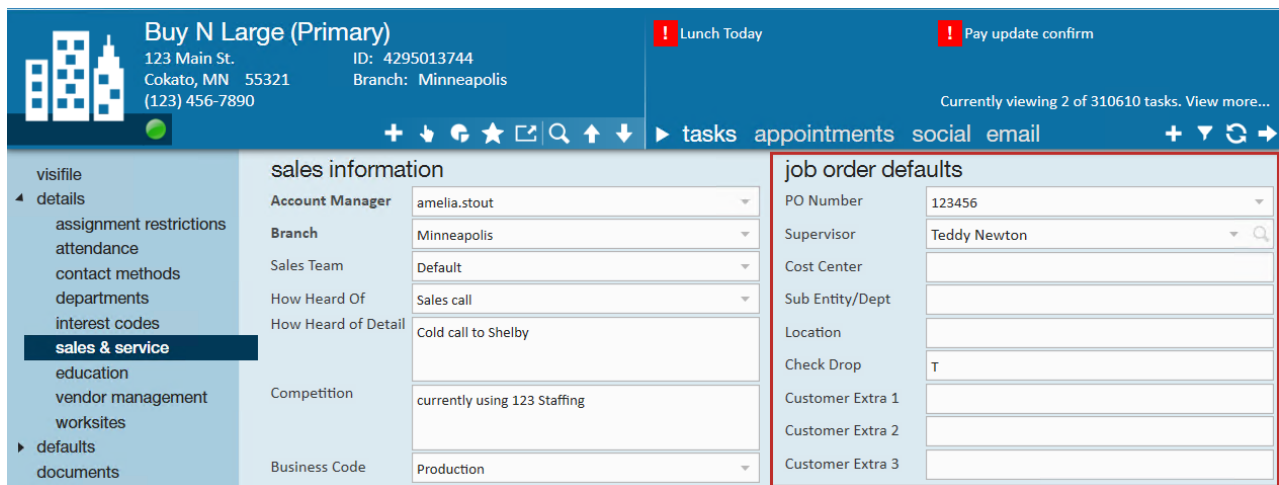 Buy N Large (Primary)
123 Main St. ID: 4295013744
Cokato, MN 55321 Branch: Minneapolis
(123) 456-7890
! Lunch Today
! Pay update confirm
Currently viewing 2 of 310610 tasks. View more...
tasks appointments social email
visifile
details
assignment restrictions
attendance
contact methods
departments
interest codes
sales & service
education
vendor management
worksites
defaults
documents
sales information
Account Manager amelia.stout
Branch Minneapolis
Sales Team Default
How Heard Of Sales call
How Heard of Detail Cold call to Shelby
Competition currently using 123 Staffing
Business Code Production
job order defaults
PO Number 123456
Supervisor Teddy Newton
Cost Center
Sub Entity/Dept
Location
Check Drop T
Customer Extra 1
Customer Extra 2
Customer Extra 3